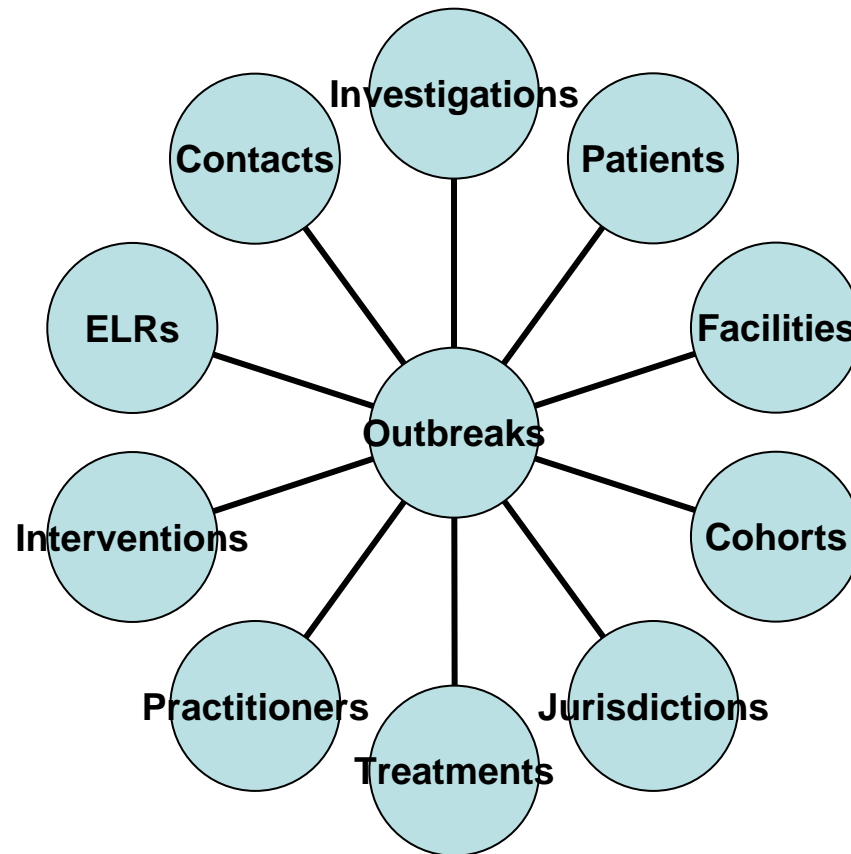 Investigations
Contacts
Patients
ELRs
Facilities
Outbreaks
Interventions
Cohorts
Practitioners
Jurisdictions
Treatments